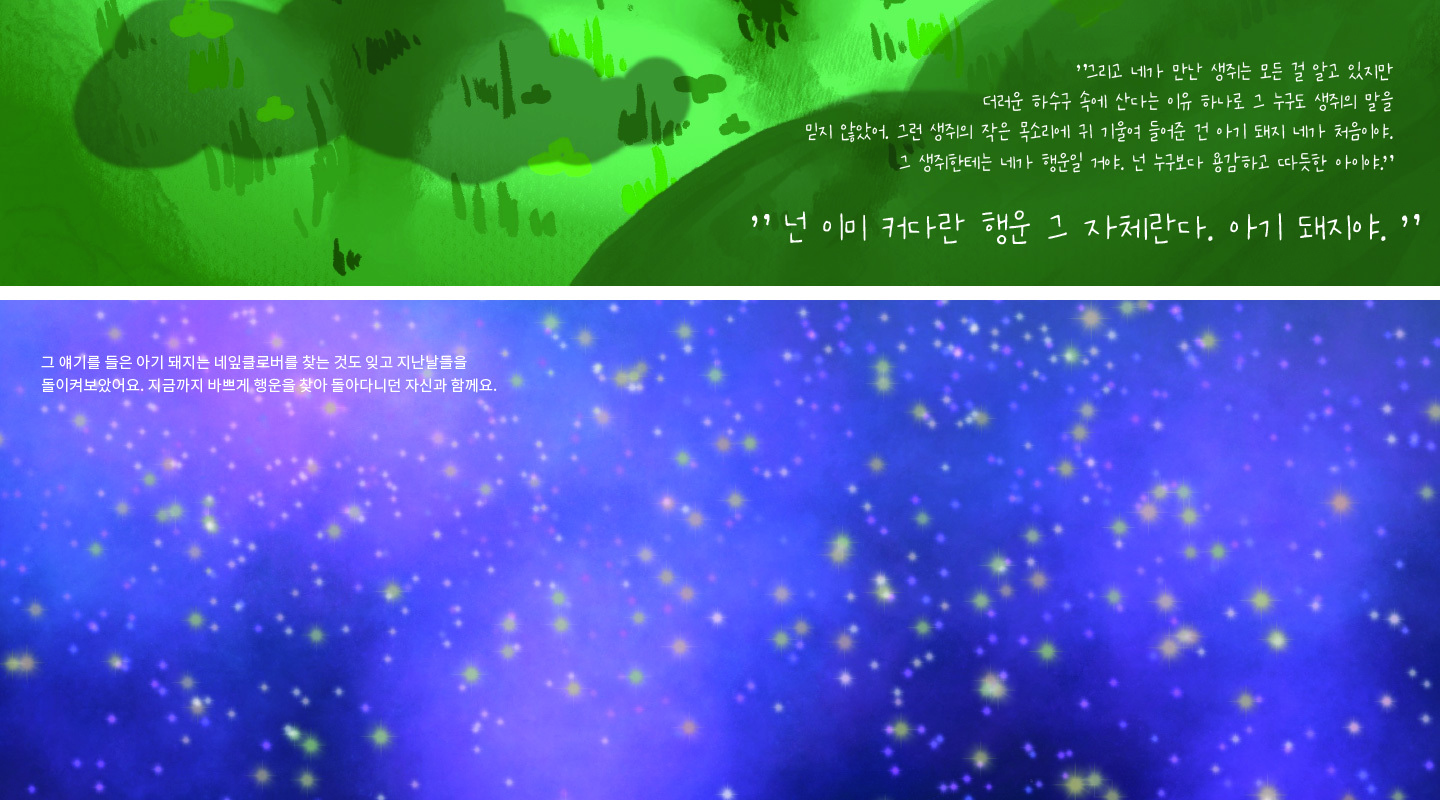 "그리고 네가 만난 생쥐는 모든 걸 알고 있지만
더러운 하수구 속에 산다는 이유 하나로 그 누구도 생쥐의 말을
믿지 않았어. 그런 생쥐의 작은 목소리에 귀 기울여 들어준 건 아기 돼지 네가 처음이야.
그 생쥐한테는 네가 행운일 거야. 넌 누구보다 용감하고 따듯한 아이야."
"넌 이미 커다란 행운 그 자체란다. 아기 돼지야."
그 얘기를 들은 아기 돼지는 네잎클로버를 찾는 것도 잊고 지난날들을
돌이켜보았어요. 지금까지 바쁘게 행운을 찾아 돌아다니던 자신과 함께요.